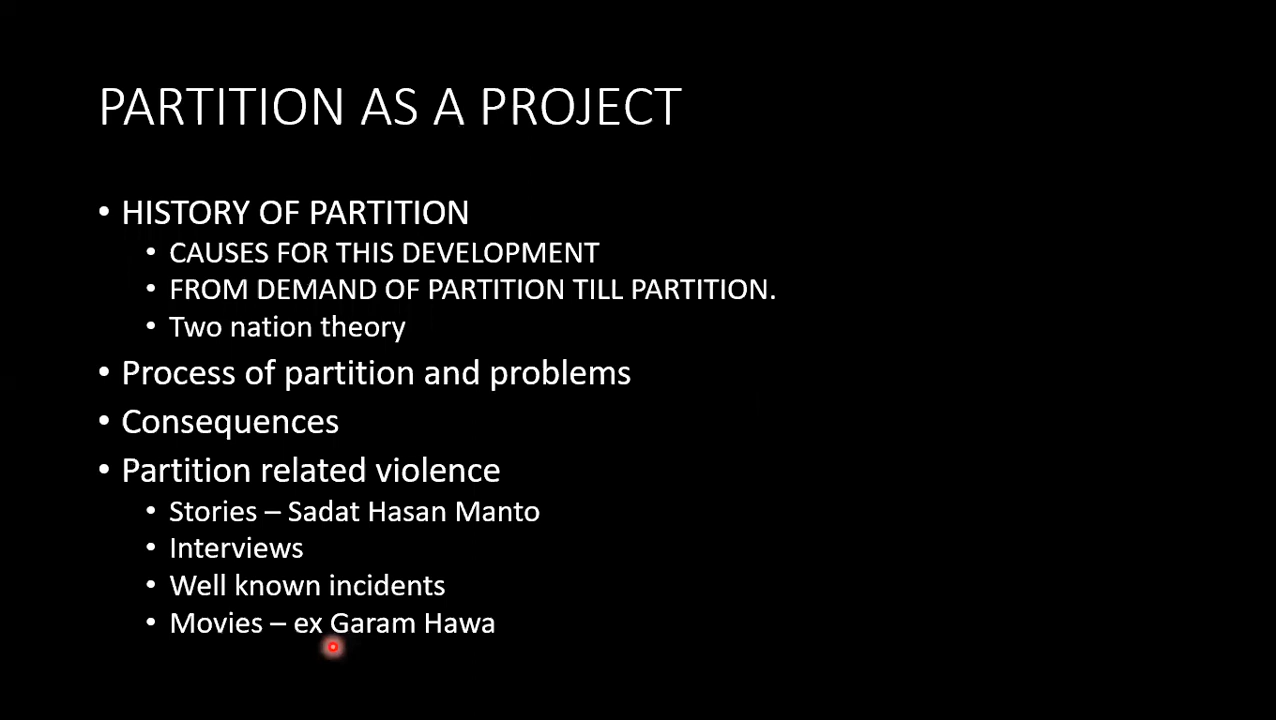 PARTITION AS A PROJECT
• HISTORY OF PARTITION
• CAUSES FOR THIS DEVELOPMENT
• FROM DEMAND OF PARTITION TILL PARTITION.
• Two nation theory
• Process of partition and problems
• Consequences
• Partition related violence
• Stories – Sadat Hasan Manto
• Interviews
• Well known incidents
• Movies – ex Garam Hawa